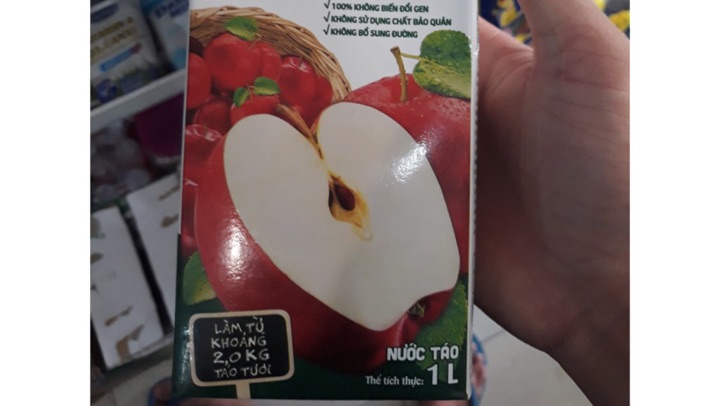 √ 100% KHÔNG BIẾN ĐỔI GEN
√ KHÔNG SỬ DỤNG CHẤT BẢO QUẢN
√ KHÔNG BỔ SUNG ĐƯỜNG
LÀM TỪ
KHOẢNG
2,0 KG
TÁO TƯƠI
NƯỚC TÁO
Thể tích thực: 1 L